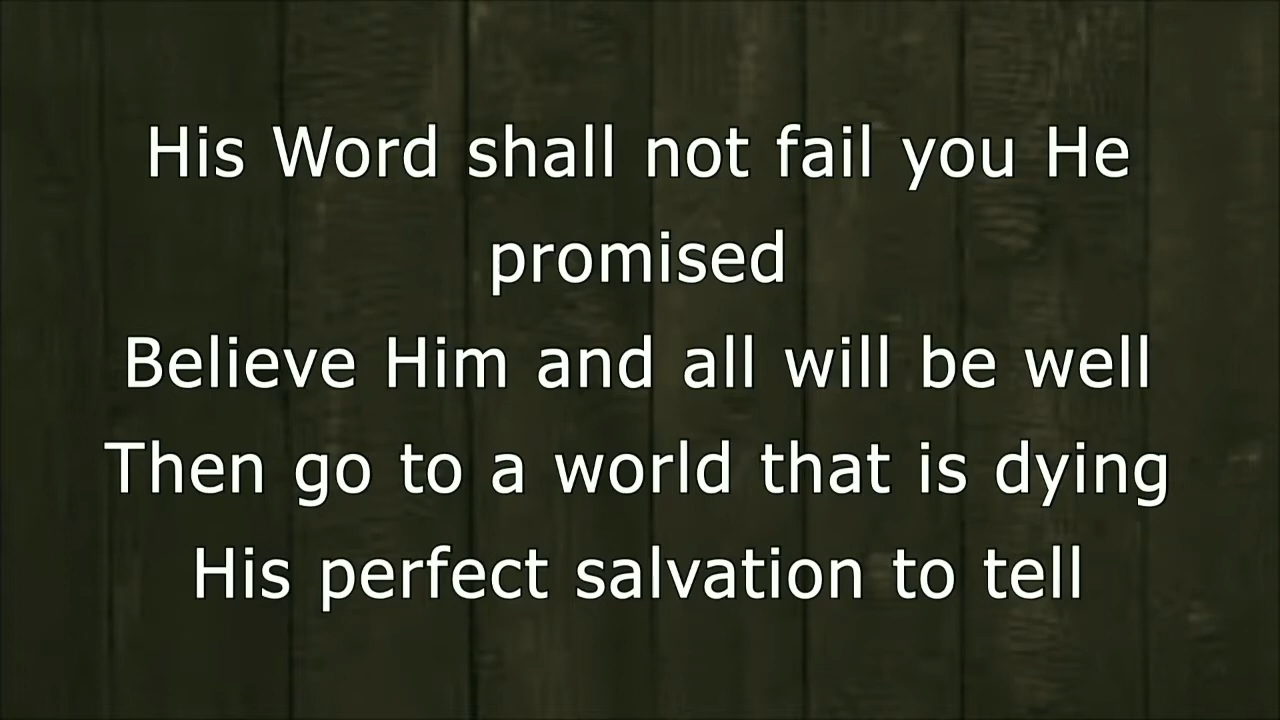 His Word shall not fail you He
promised
Believe Him and all will be well
Then go to a world that is dying
His perfect salvation to tell